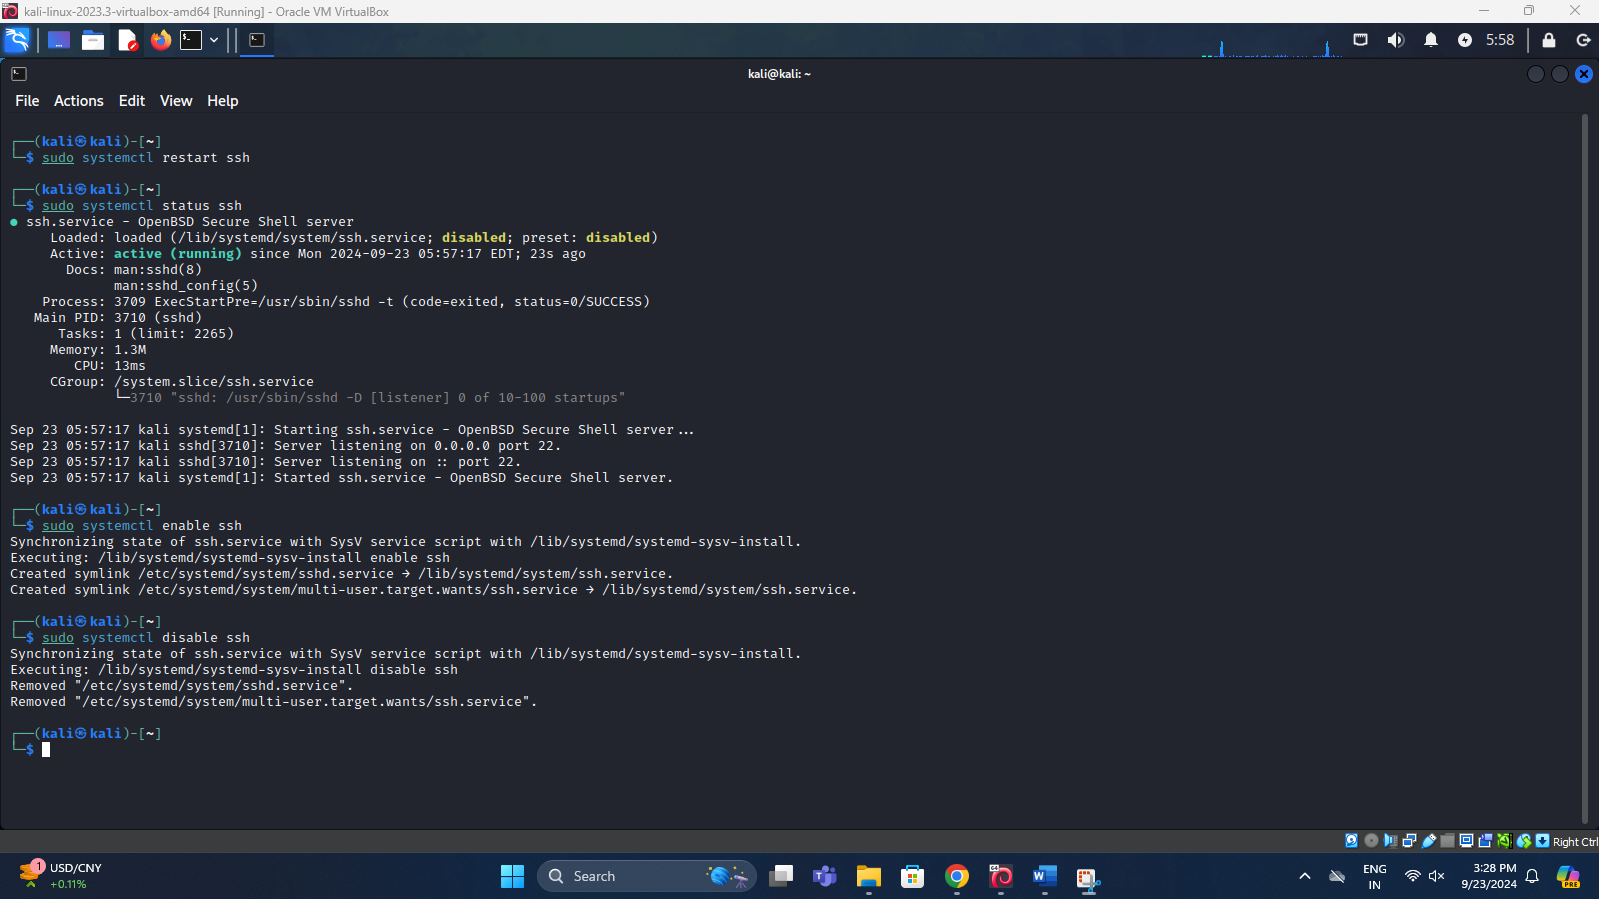 kali-linux-2023.3-virtualbox-amd64 [Running] - Oracle VM VirtualBox
5:58
kali@kali: ~
File Actions Edit View Help
┌──(kali㉿kali)-[~]
└─$ sudo systemctl restart ssh
┌──(kali㉿kali)-[~]
└─$ sudo systemctl status ssh
● ssh.service - OpenBSD Secure Shell server
Loaded: loaded (/lib/systemd/system/ssh.service; disabled; preset: disabled)
Active: active (running) since Mon 2024-09-23 05:57:17 EDT; 23s ago
Docs: man:sshd(8)
man:sshd_config(5)
Process: 3709 ExecStartPre=/usr/sbin/sshd -t (code=exited, status=0/SUCCESS)
Main PID: 3710 (sshd)
Tasks: 1 (limit: 2265)
Memory: 1.3M
CPU: 13ms
CGroup: /system.slice/ssh.service
└─3710 "sshd: /usr/sbin/sshd -D [listener] 0 of 10-100 startups"
Sep 23 05:57:17 kali systemd[1]: Starting ssh.service - OpenBSD Secure Shell server...
Sep 23 05:57:17 kali sshd[3710]: Server listening on 0.0.0.0 port 22.
Sep 23 05:57:17 kali sshd[3710]: Server listening on :: port 22.
Sep 23 05:57:17 kali systemd[1]: Started ssh.service - OpenBSD Secure Shell server.
┌──(kali㉿kali)-[~]
└─$ sudo systemctl enable ssh
Synchronizing state of ssh.service with SysV service script with /lib/systemd/systemd-sysv-install.
Executing: /lib/systemd/systemd-sysv-install enable ssh
Created symlink /etc/systemd/system/sshd.service → /lib/systemd/system/ssh.service.
Created symlink /etc/systemd/system/multi-user.target.wants/ssh.service → /lib/systemd/system/ssh.service.
┌──(kali㉿kali)-[~]
└─$ sudo systemctl disable ssh
Synchronizing state of ssh.service with SysV service script with /lib/systemd/systemd-sysv-install.
Executing: /lib/systemd/systemd-sysv-install disable ssh
Removed "/etc/systemd/system/sshd.service".
Removed "/etc/systemd/system/multi-user.target.wants/ssh.service".
┌──(kali㉿kali)-[~]
└─$
Right Ctrl
1
USD/CNY
+0.11%
Search
ENG
IN
3:28 PM
9/23/2024
PRE